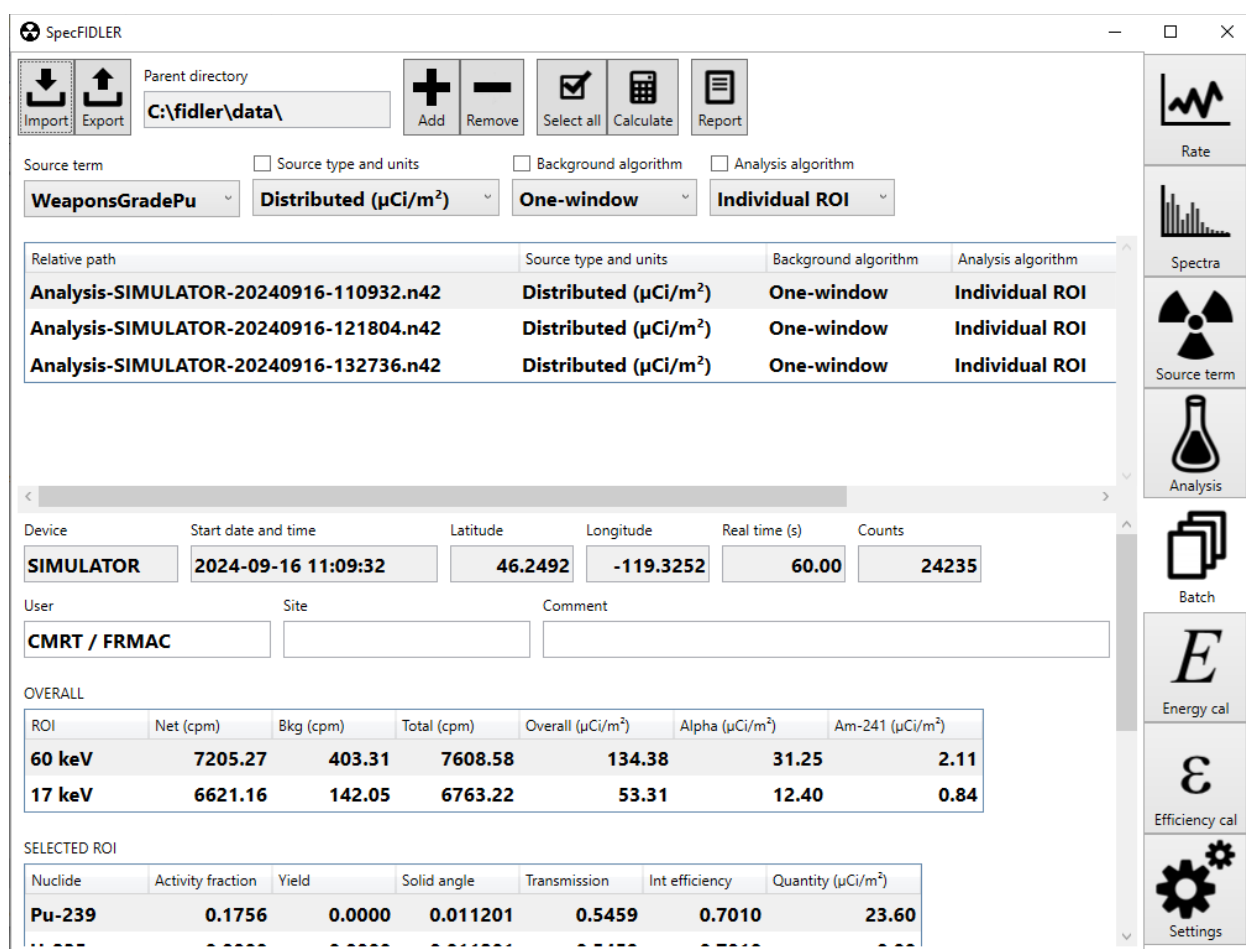 SpecFIDLER
Parent directory
C:\fidler\data\
Import Export Add Remove Select all Calculate Report
Rate
Source term Source type and units Background algorithm Analysis algorithm
WeaponsGradePu Distributed (µCi/m²) One-window Individual ROI
Relative path Source type and units Background algorithm Analysis algorithm
Spectra
Analysis-SIMULATOR-20240916-110932.n42 Distributed (µCi/m²) One-window Individual ROI
Analysis-SIMULATOR-20240916-121804.n42 Distributed (µCi/m²) One-window Individual ROI
Analysis-SIMULATOR-20240916-132736.n42 Distributed (µCi/m²) One-window Individual ROI
Source term
Analysis
Device Start date and time Latitude Longitude Real time (s) Counts
SIMULATOR 2024-09-16 11:09:32 46.2492 -119.3252 60.00 24235
Batch
User Site Comment
CMRT / FRMAC
E
Energy cal
OVERALL
ROI Net (cpm) Bkg (cpm) Total (cpm) Overall (µCi/m²) Alpha (µCi/m²) Am-241 (µCi/m²)
60 keV 7205.27 403.31 7608.58 134.38 31.25 2.11
17 keV 6621.16 142.05 6763.22 53.31 12.40 0.84
ε
Efficiency cal
SELECTED ROI
Nuclide Activity fraction Yield Solid angle Transmission Int efficiency Quantity (µCi/m²)
Pu-239 0.1756 0.0000 0.011201 0.5459 0.7010 23.60
Settings